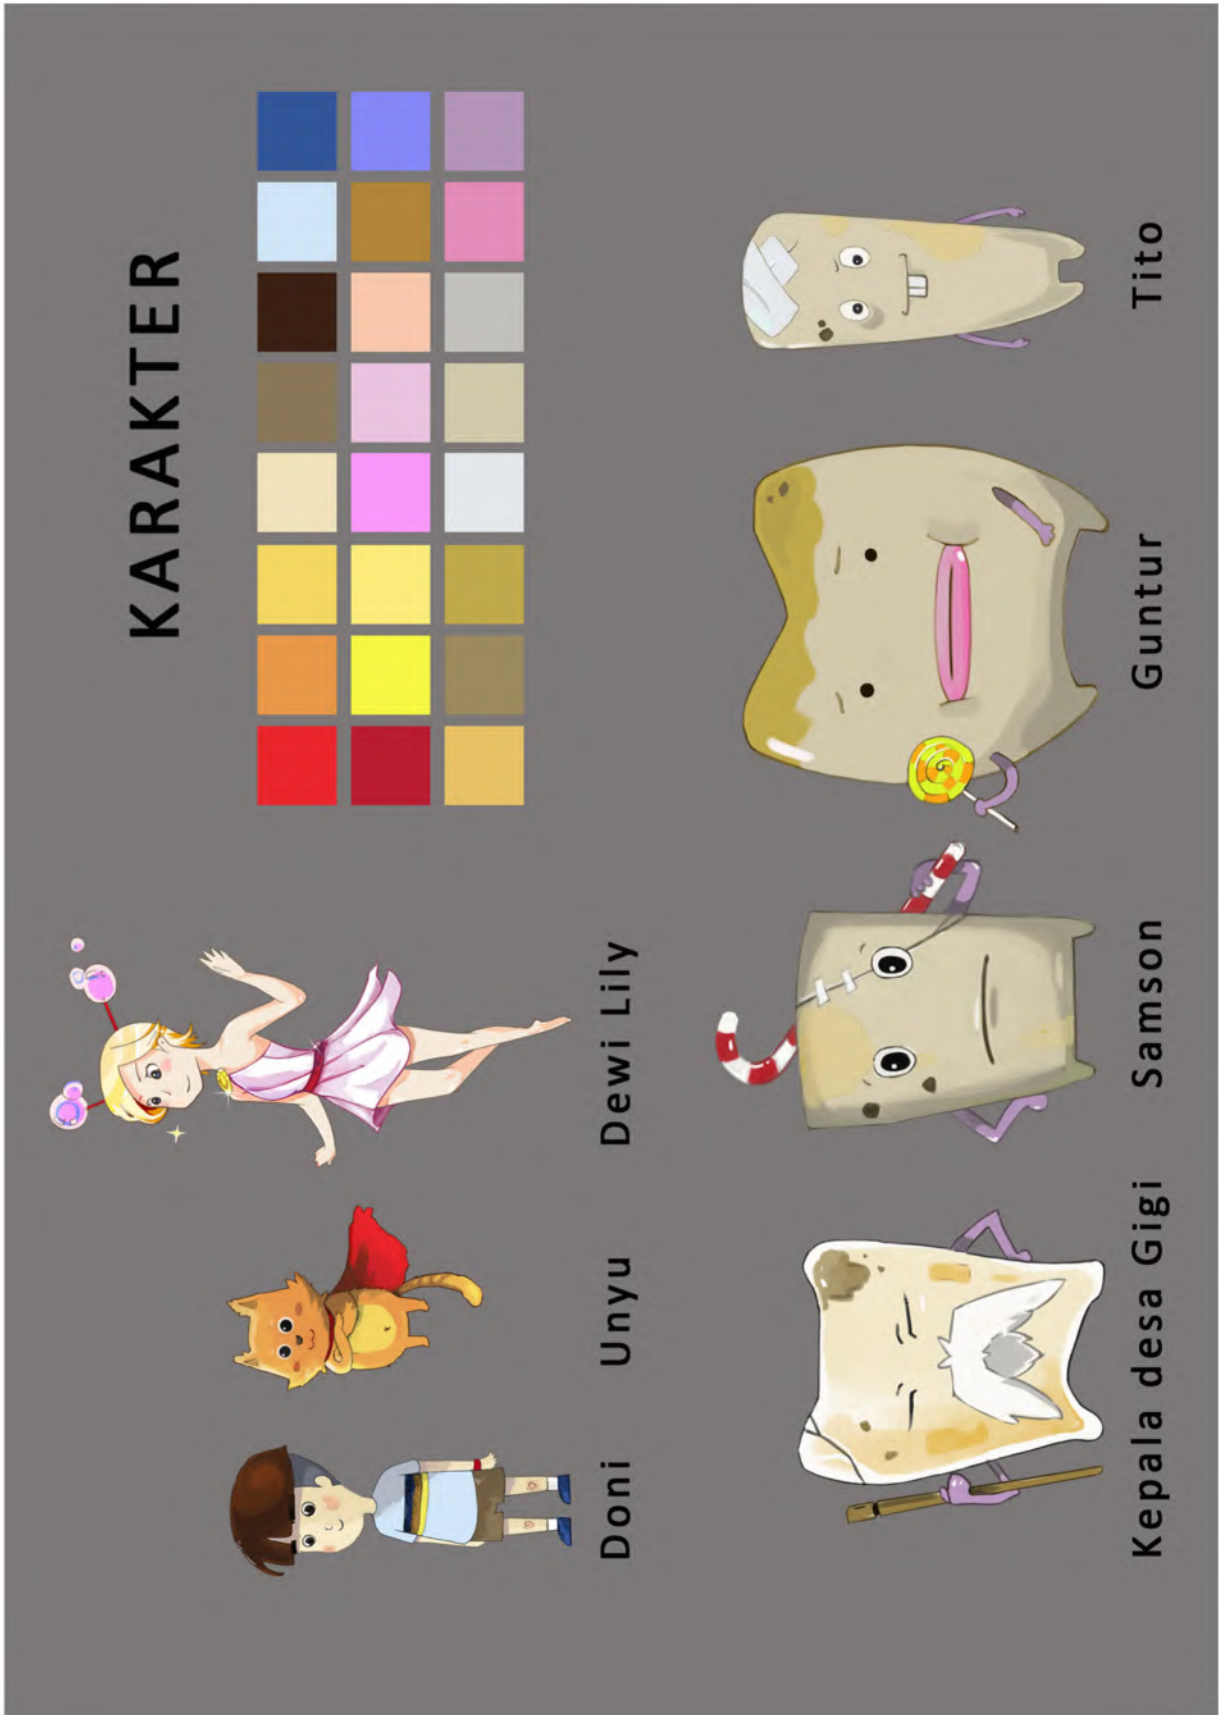 KARAKTER
Doni
Unyu
Dewi Lily
Kepala desa Gigi
Samson
Guntur
Tito